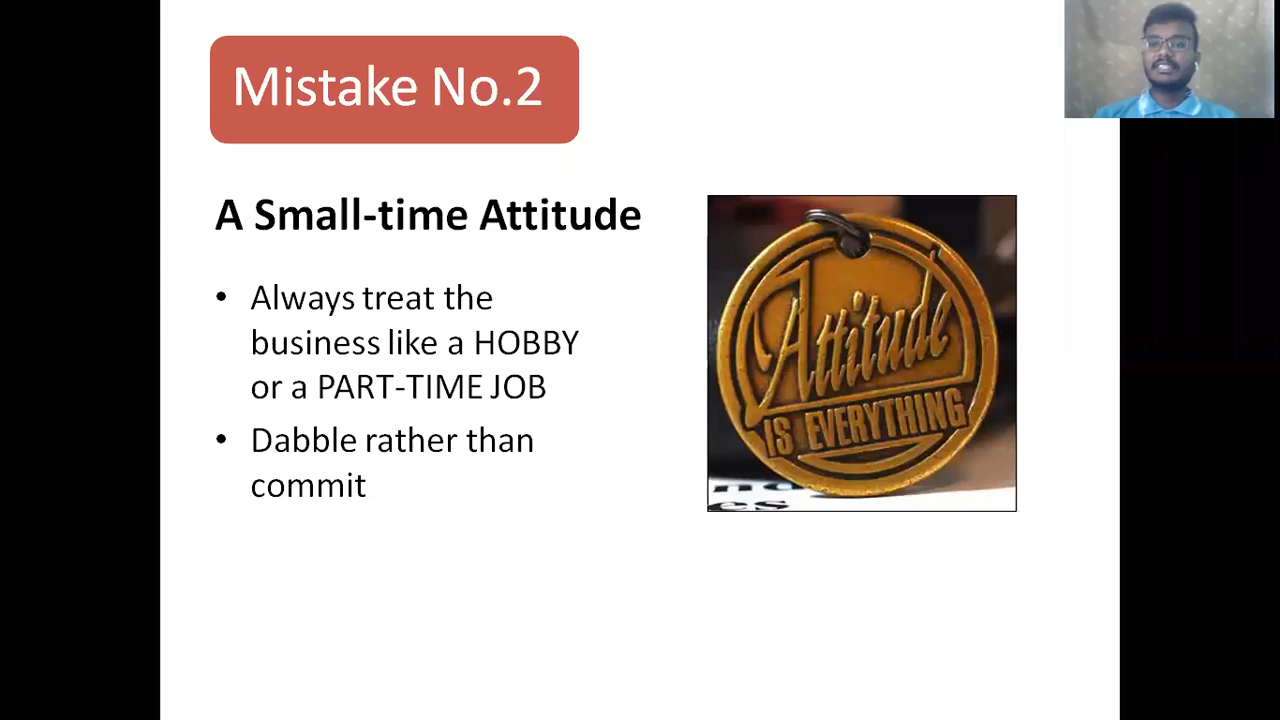 Mistake No.2
A Small-time Attitude
• Always treat the
business like a HOBBY
or a PART-TIME JOB
• Dabble rather than
commit
Attitude
IS EVERYTHING
es